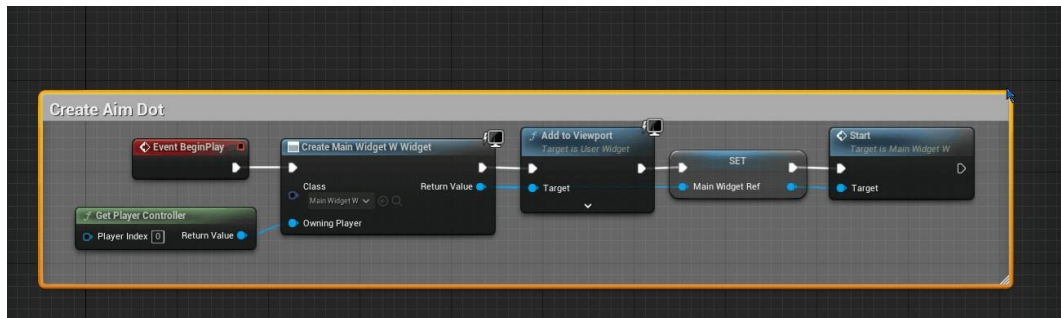 Create Aim Dot
Event BeginPlay
Create Main Widget W Widget
Class
Main Widget W
Return Value
Owning Player
Get Player Controller
Player Index 0
Return Value
f Add to Viewport
Target is User Widget
Target
SET
Main Widget Ref
Start
Target is Main Widget W
Target